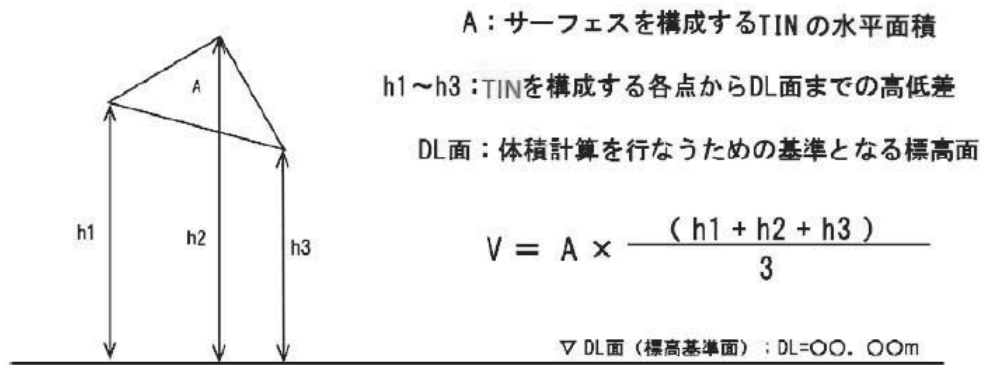 A：サーフェスを構成するTINの水平面積
A
h1～h3：TINを構成する各点からDL面までの高低差
DL面：体積計算を行なうための基準となる標高面
h1
h2
h3
V = A × ( h1 + h2 + h3 ) / 3
▽ DL面（標高基準面）；DL=〇〇．〇〇m